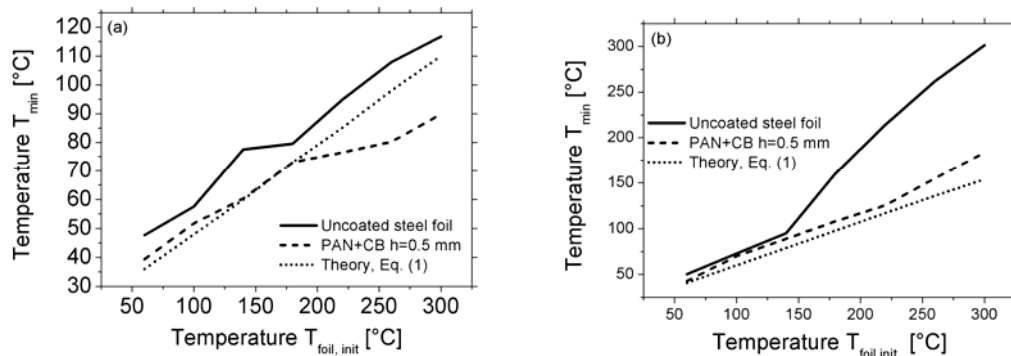 (a)
120
110
100
90
80
70
60
50
40
30
Temperature T_min [°C]
Uncoated steel foil
PAN+CB h=0.5 mm
Theory, Eq. (1)
50 100 150 200 250 300
Temperature T_foil, init [°C]
(b)
300
250
200
150
100
50
Temperature T_min [°C]
Uncoated steel foil
PAN+CB h=0.5 mm
Theory, Eq. (1)
50 100 150 200 250 300
Temperature T_foil,init [°C]